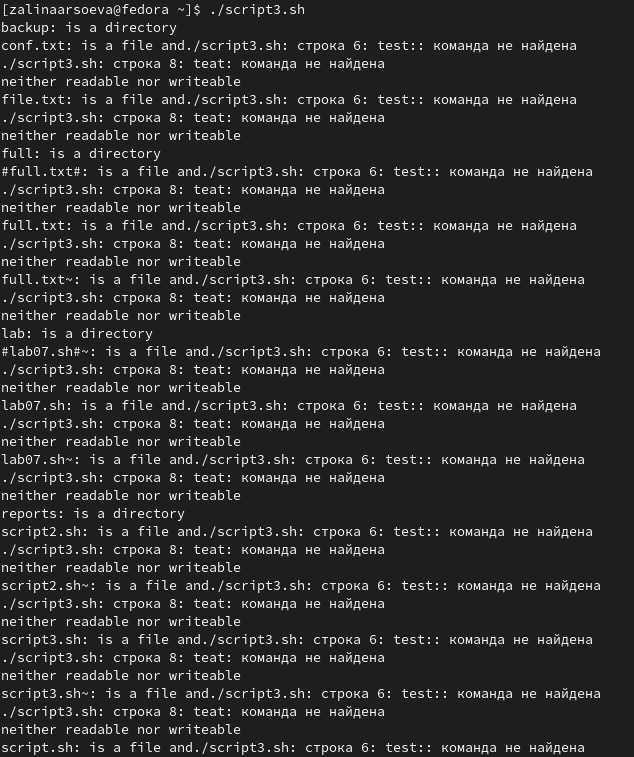 [zalinaarsoeva@fedora ~]$ ./script3.sh
backup: is a directory
conf.txt: is a file and./script3.sh: строка 6: test:: команда не найдена
./script3.sh: строка 8: teat: команда не найдена
neither readable nor writeable
file.txt: is a file and./script3.sh: строка 6: test:: команда не найдена
./script3.sh: строка 8: teat: команда не найдена
neither readable nor writeable
full: is a directory
#full.txt#: is a file and./script3.sh: строка 6: test:: команда не найдена
./script3.sh: строка 8: teat: команда не найдена
neither readable nor writeable
full.txt: is a file and./script3.sh: строка 6: test:: команда не найдена
./script3.sh: строка 8: teat: команда не найдена
neither readable nor writeable
full.txt~: is a file and./script3.sh: строка 6: test:: команда не найдена
./script3.sh: строка 8: teat: команда не найдена
neither readable nor writeable
lab: is a directory
#lab07.sh#~: is a file and./script3.sh: строка 6: test:: команда не найдена
./script3.sh: строка 8: teat: команда не найдена
neither readable nor writeable
lab07.sh: is a file and./script3.sh: строка 6: test:: команда не найдена
./script3.sh: строка 8: teat: команда не найдена
neither readable nor writeable
lab07.sh~: is a file and./script3.sh: строка 6: test:: команда не найдена
./script3.sh: строка 8: teat: команда не найдена
neither readable nor writeable
reports: is a directory
script2.sh: is a file and./script3.sh: строка 6: test:: команда не найдена
./script3.sh: строка 8: teat: команда не найдена
neither readable nor writeable
script2.sh~: is a file and./script3.sh: строка 6: test:: команда не найдена
./script3.sh: строка 8: teat: команда не найдена
neither readable nor writeable
script3.sh: is a file and./script3.sh: строка 6: test:: команда не найдена
./script3.sh: строка 8: teat: команда не найдена
neither readable nor writeable
script3.sh~: is a file and./script3.sh: строка 6: test:: команда не найдена
./script3.sh: строка 8: teat: команда не найдена
neither readable nor writeable
script.sh: is a file and./script3.sh: строка 6: test:: команда не найдена